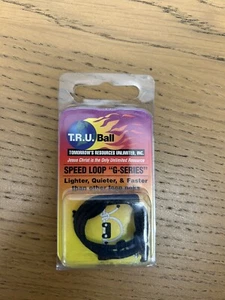 T.R.U. Ball
TOMORROW'S RESOURCES UNLIMITED, INC.
Jesus Christ is the Only Unlimited Resource
SPEED LOOP "G-SERIES"
Lighter, Quieter, & Faster
than other loop